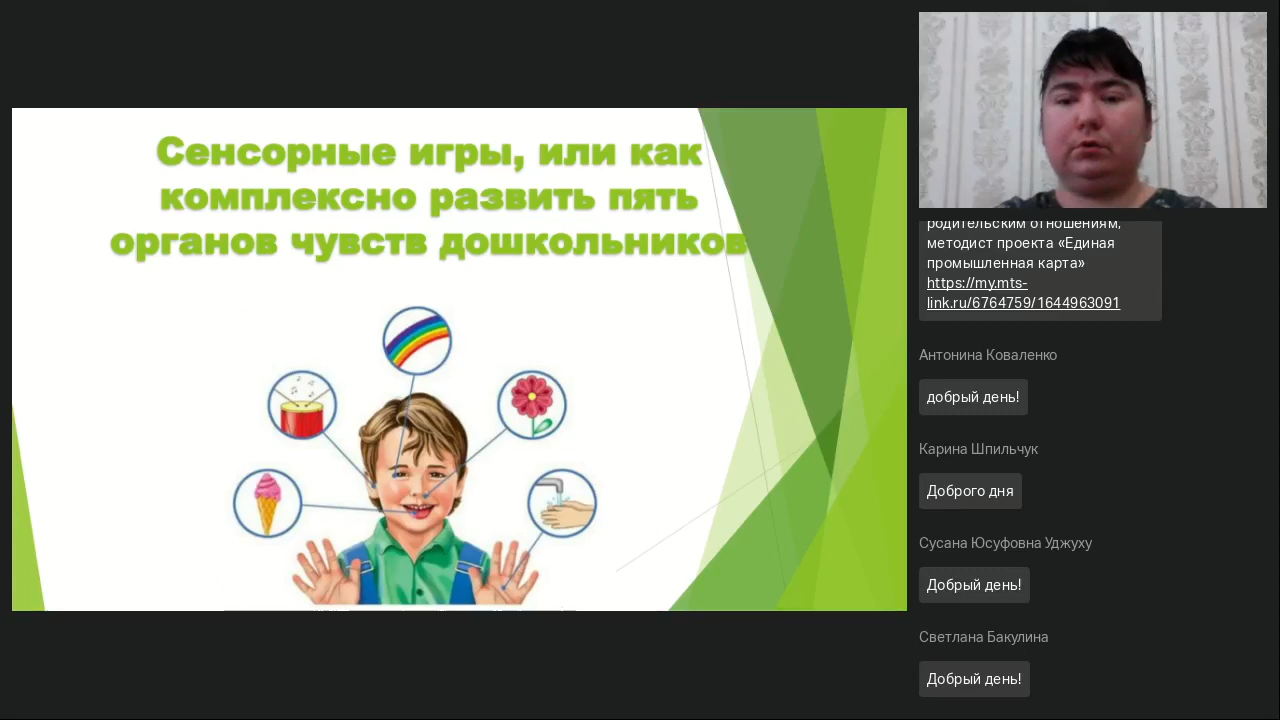 Сенсорные игры, или как
комплексно развить пять
органов чувств дошкольников
родительским отношениям,
методист проекта «Единая
промышленная карта»
https://my.mts-
link.ru/6764759/1644963091
Антонина Коваленко
добрый день!
Карина Шпильчук
Доброго дня
Сусана Юсуфовна Уджуху
Добрый день!
Светлана Бакулина
Добрый день!